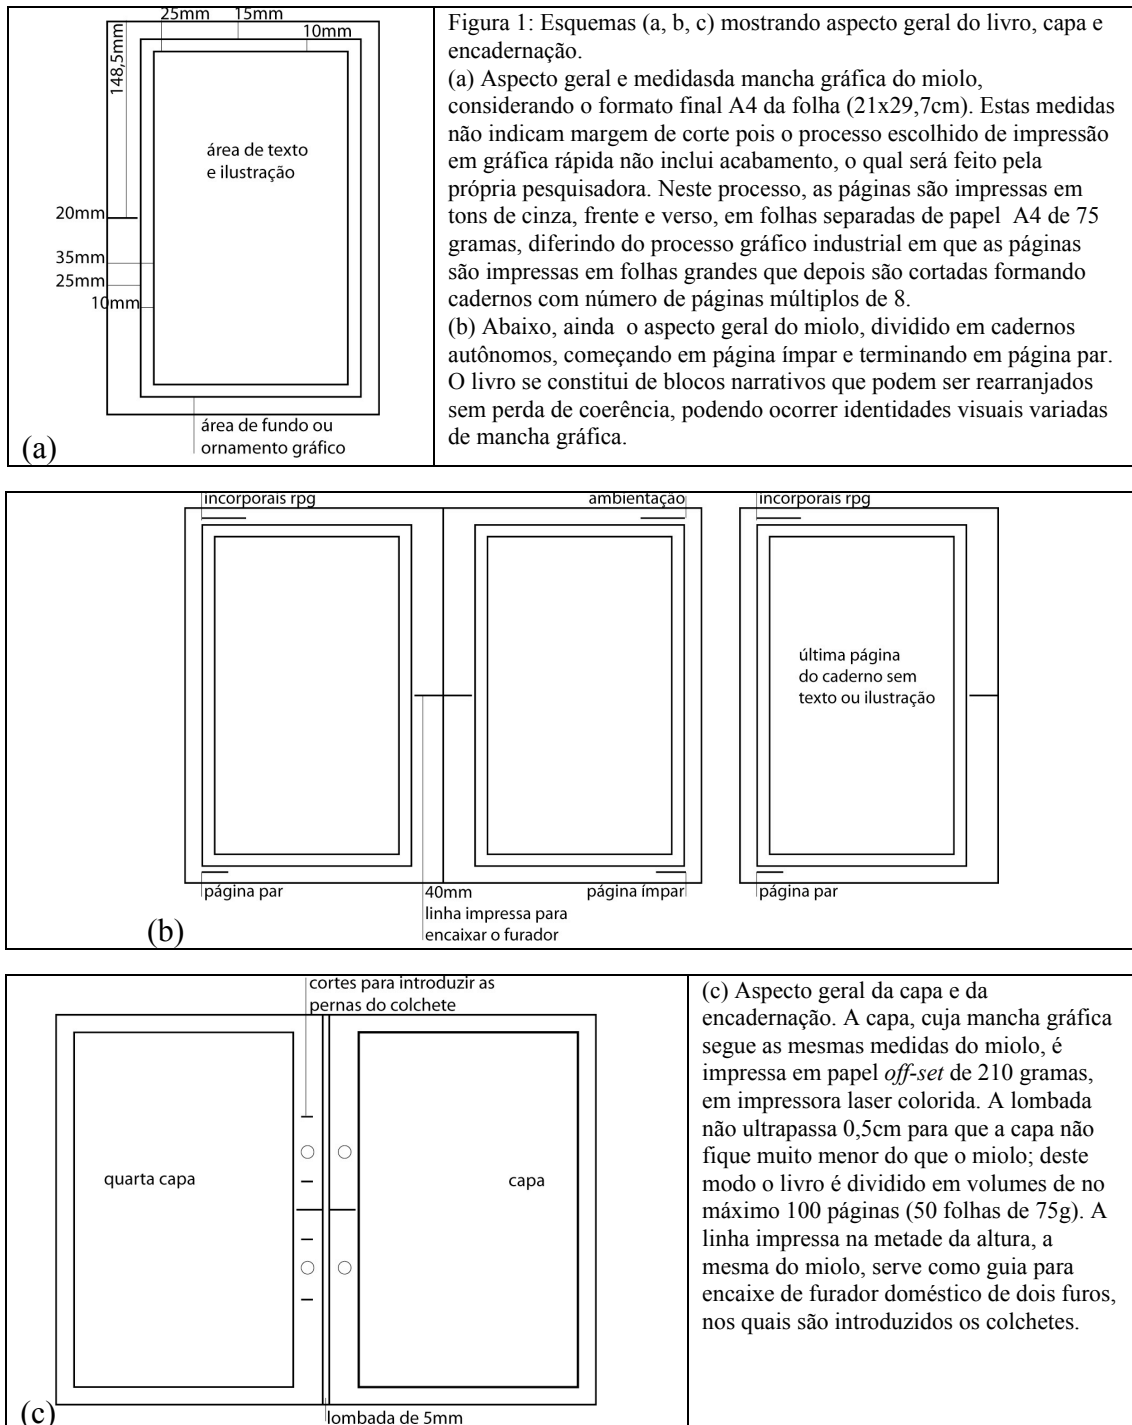 25mm 15mm
10mm
148,5mm
área de texto
e ilustração
20mm
35mm
25mm
10mm
área de fundo ou
ornamento gráfico
(a)
Figura 1: Esquemas (a, b, c) mostrando aspecto geral do livro, capa e
encadernação.
(a) Aspecto geral e medidasda mancha gráfica do miolo,
considerando o formato final A4 da folha (21x29,7cm). Estas medidas
não indicam margem de corte pois o processo escolhido de impressão
em gráfica rápida não inclui acabamento, o qual será feito pela
própria pesquisadora. Neste processo, as páginas são impressas em
tons de cinza, frente e verso, em folhas separadas de papel A4 de 75
gramas, diferindo do processo gráfico industrial em que as páginas
são impressas em folhas grandes que depois são cortadas formando
cadernos com número de páginas múltiplos de 8.
(b) Abaixo, ainda o aspecto geral do miolo, dividido em cadernos
autônomos, começando em página ímpar e terminando em página par.
O livro se constitui de blocos narrativos que podem ser rearranjados
sem perda de coerência, podendo ocorrer identidades visuais variadas
de mancha gráfica.
incorporais rpg
ambientação
incorporais rpg
última página
do caderno sem
texto ou ilustração
página par
40mm
linha impressa para
encaixar o furador
página ímpar
página par
(b)
cortes para introduzir as
pernas do colchete
quarta capa
capa
lombada de 5mm
(c)
(c) Aspecto geral da capa e da
encadernação. A capa, cuja mancha gráfica
segue as mesmas medidas do miolo, é
impressa em papel off-set de 210 gramas,
em impressora laser colorida. A lombada
não ultrapassa 0,5cm para que a capa não
fique muito menor do que o miolo; deste
modo o livro é dividido em volumes de no
máximo 100 páginas (50 folhas de 75g). A
linha impressa na metade da altura, a
mesma do miolo, serve como guia para
encaixe de furador doméstico de dois furos,
nos quais são introduzidos os colchetes.